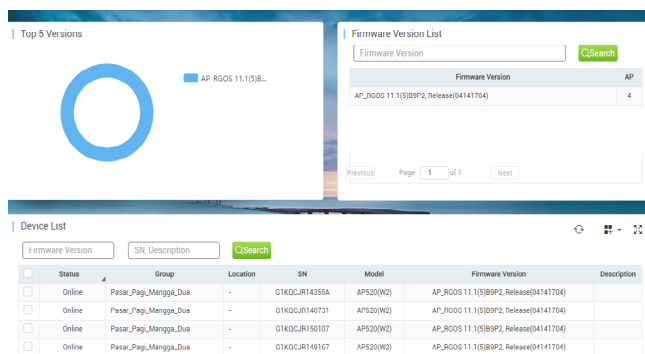 Top 5 Versions
AP_RGOS 11.1(5)B...
Firmware Version List
Firmware Version
Search
Firmware Version AP
AP_RGOS 11.1(5)B9P2, Release(04141704) 4
Previous Page 1 of 1 Next
Device List
Firmware Version SN, Description Search
Status Group Location SN Model Firmware Version Description
Online Pasar_Pagi_Mangga_Dua - G1KQCJR14355A AP520(W2) AP_RGOS 11.1(5)B9P2, Release(04141704)
Online Pasar_Pagi_Mangga_Dua - G1KQCJR140731 AP520(W2) AP_RGOS 11.1(5)B9P2, Release(04141704)
Online Pasar_Pagi_Mangga_Dua - G1KQCJR150107 AP520(W2) AP_RGOS 11.1(5)B9P2, Release(04141704)
Online Pasar_Pagi_Mangga_Dua - G1KQCJR149167 AP520(W2) AP_RGOS 11.1(5)B9P2, Release(04141704)